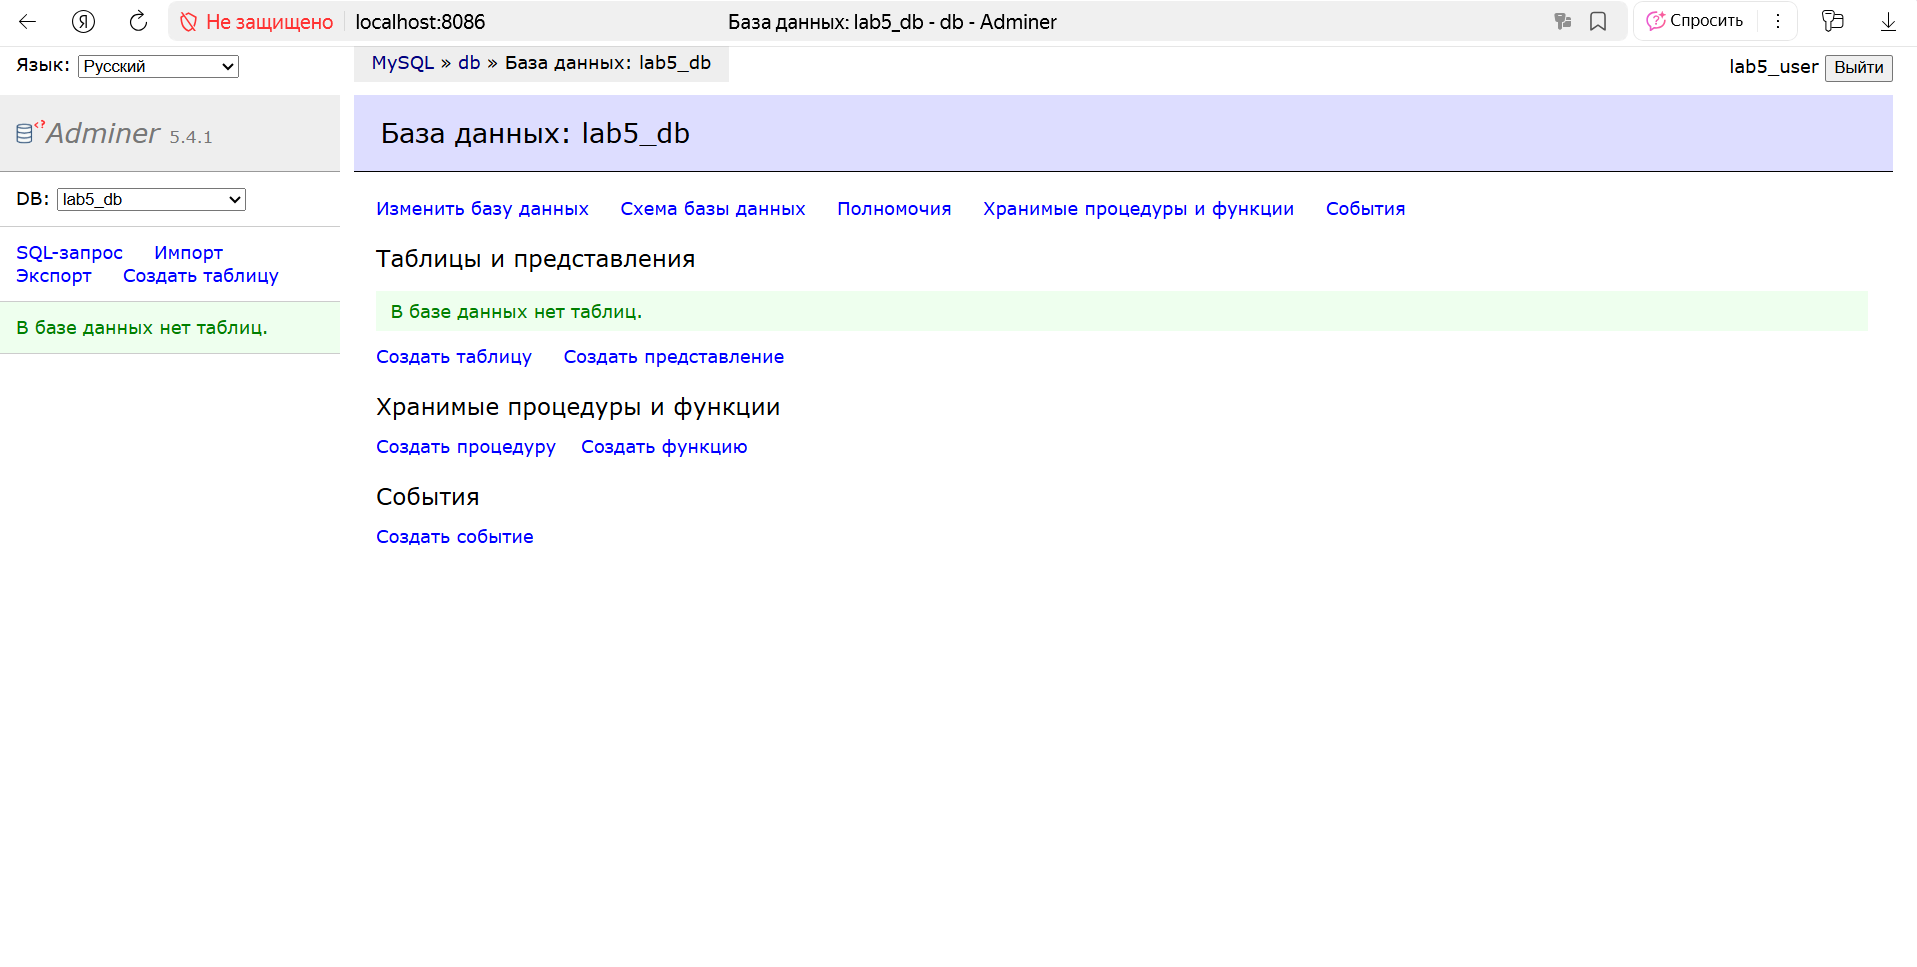 Не защищено localhost:8086 База данных: lab5_db - db - Adminer Спросить
Язык: Русский
MySQL » db » База данных: lab5_db
lab5_user Выйти
Adminer 5.4.1
База данных: lab5_db
DB: lab5_db
Изменить базу данных Схема базы данных Полномочия Хранимые процедуры и функции События
SQL-запрос Импорт
Экспорт Создать таблицу
В базе данных нет таблиц.
Таблицы и представления
В базе данных нет таблиц.
Создать таблицу Создать представление
Хранимые процедуры и функции
Создать процедуру Создать функцию
События
Создать событие